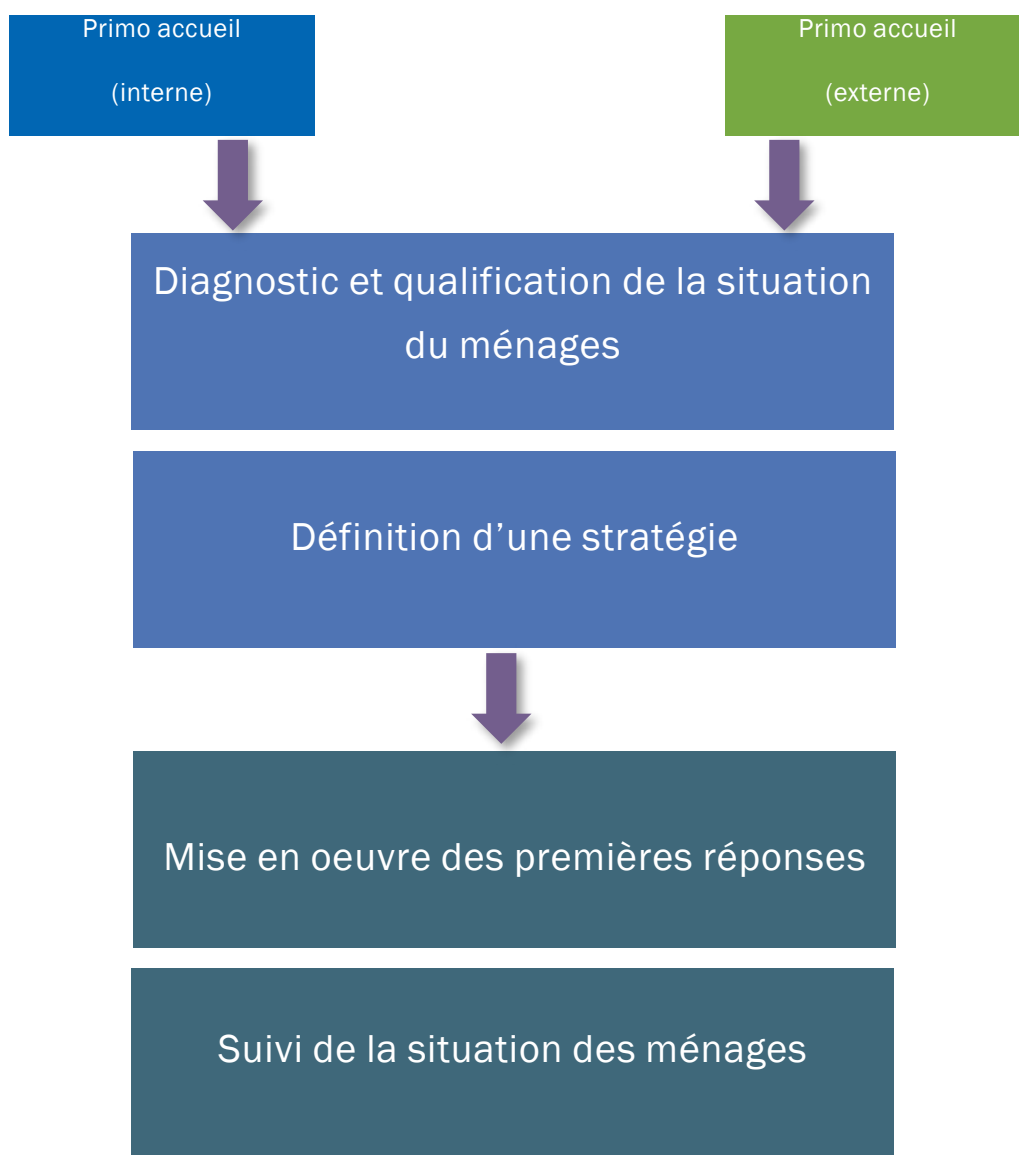 Primo accueil
(interne)
Primo accueil
(externe)
Diagnostic et qualification de la situation
du ménages
Définition d’une stratégie
Mise en oeuvre des premières réponses
Suivi de la situation des ménages